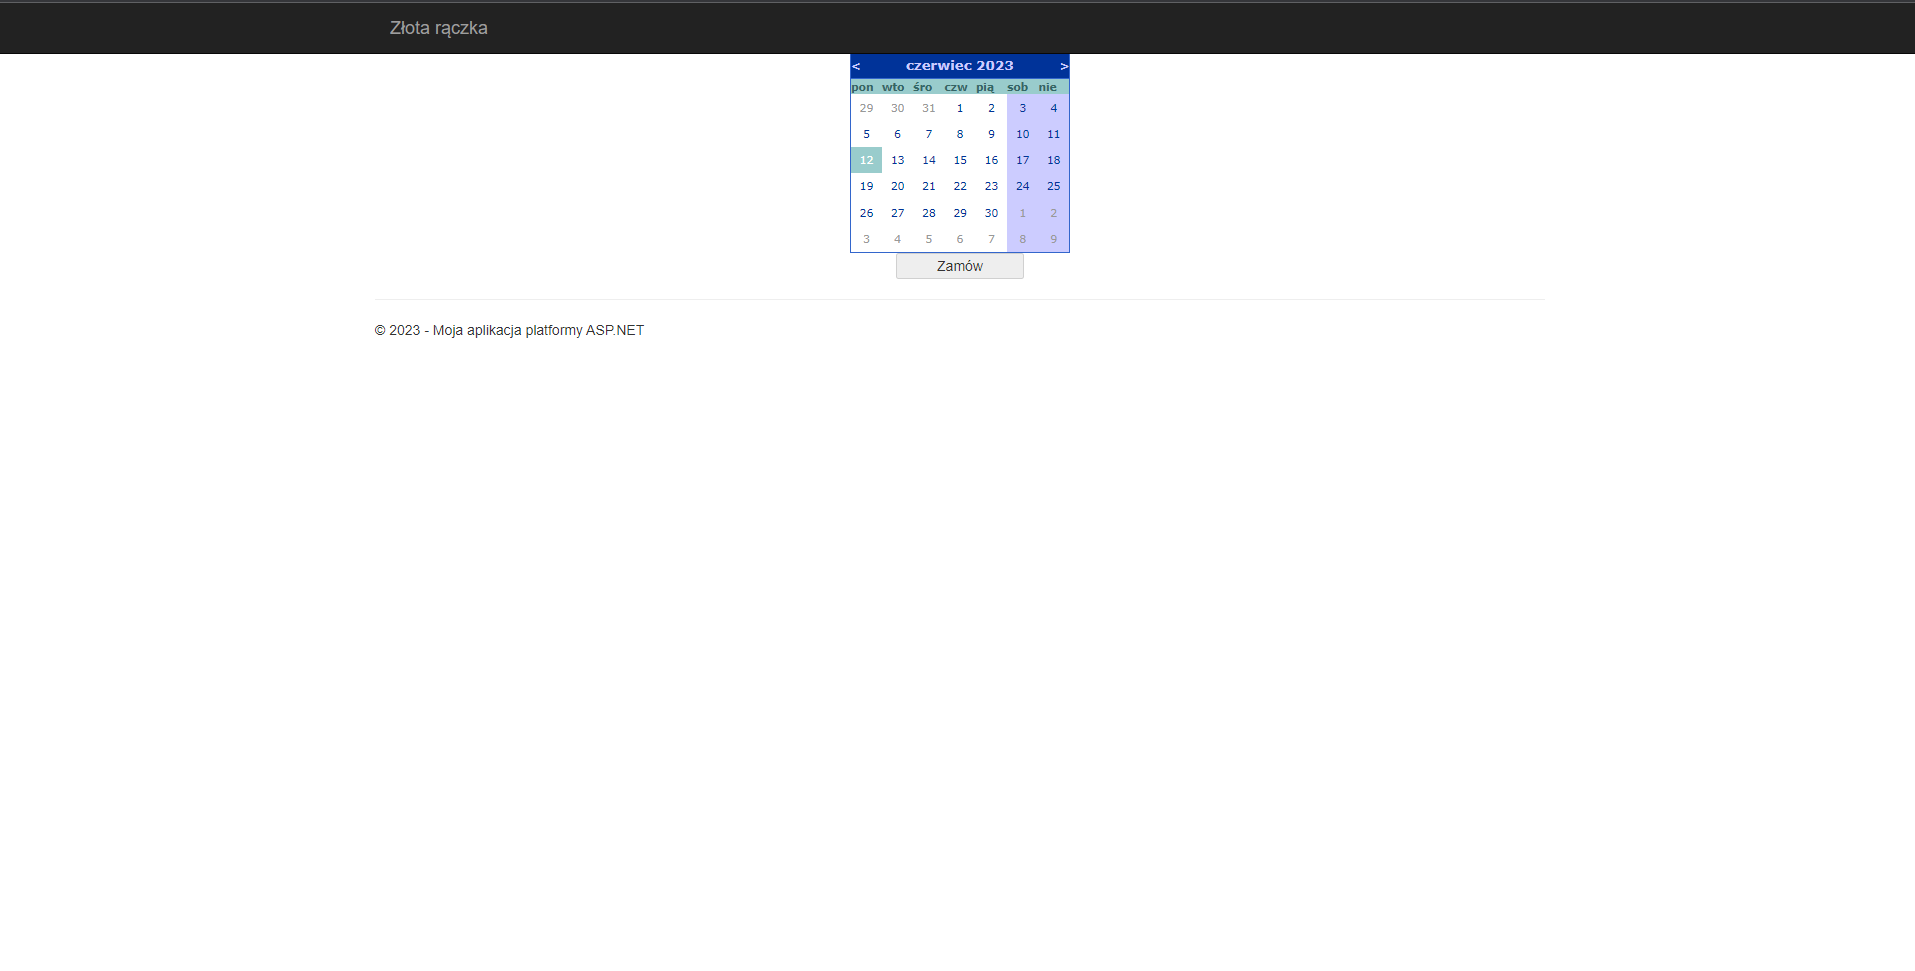 Złota rączka
< czerwiec 2023 >
pon wto śro czw pią sob nie
29 30 31 1 2 3 4
5 6 7 8 9 10 11
12 13 14 15 16 17 18
19 20 21 22 23 24 25
26 27 28 29 30 1 2
3 4 5 6 7 8 9
Zamów
© 2023 - Moja aplikacja platformy ASP.NET